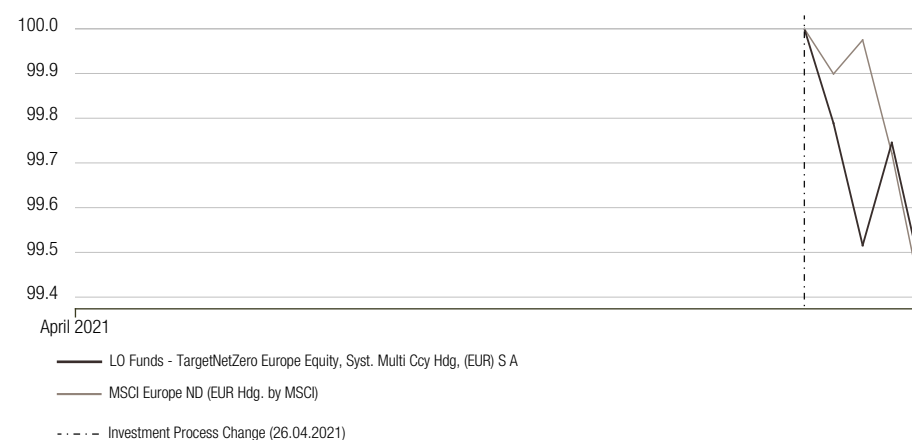 100.0
99.9
99.8
99.7
99.6
99.5
99.4
April 2021
LO Funds - TargetNetZero Europe Equity, Syst. Multi Ccy Hdg, (EUR) S A
MSCI Europe ND (EUR Hdg. by MSCI)
Investment Process Change (26.04.2021)